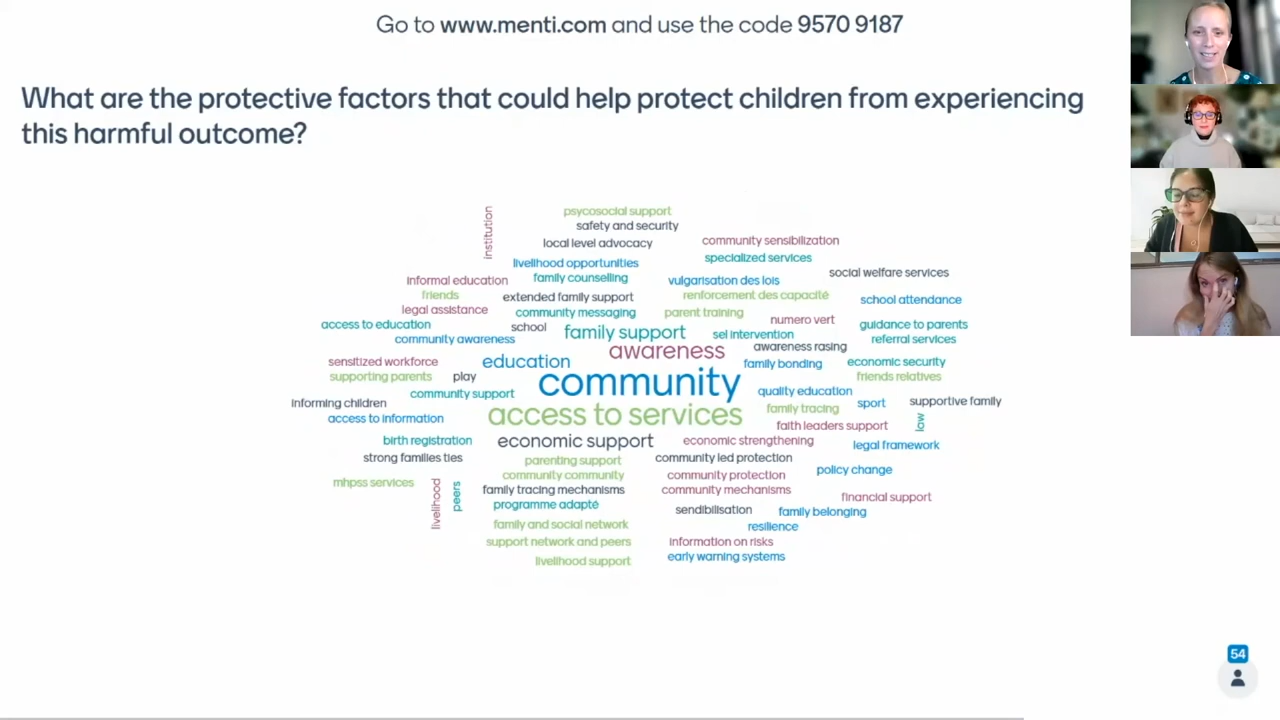 Go to www.menti.com and use the code 9570 9187
What are the protective factors that could help protect children from experiencing
this harmful outcome?
institution
psycosocial support
safety and security
local level advocacy
community sensibilization
livelihood opportunities
specialized services
informal education
family counselling
vulgarisation des lois
social welfare services
friends
extended family support
renforcement des capacité
school attendance
legal assistance
community messaging
parent training
numero vert
access to education
school
family support
sel intervention
guidance to parents
community awareness
awareness
awareness rasing
referral services
sensitized workforce
education
family bonding
economic security
supporting parents
play
community
friends relatives
informing children
community support
quality education
sport
supportive family
access to information
access to services
family tracing
low
faith leaders support
birth registration
economic support
economic strengthening
legal framework
strong families ties
parenting support
community led protection
policy change
mhpss services
community community
community protection
livelihood
peers
family tracing mechanisms
community mechanisms
financial support
programme adapté
sendibilisation
family belonging
family and social network
resilience
support network and peers
information on risks
livelihood support
early warning systems
54